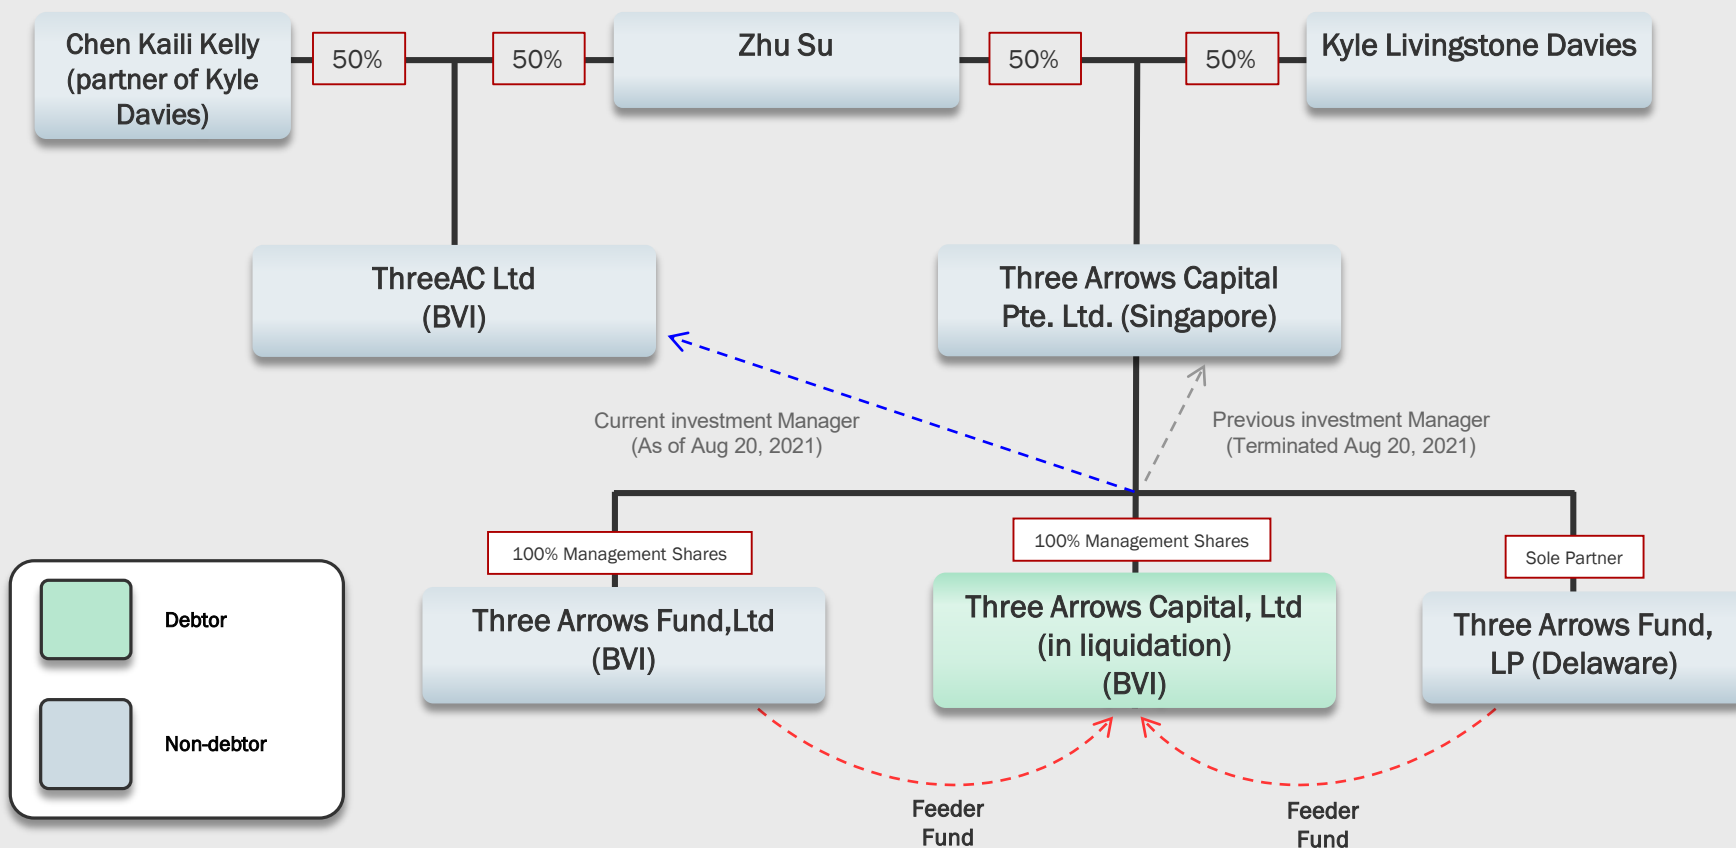 Chen Kaili Kelly
(partner of Kyle
Davies)
50%
50%
Zhu Su
50%
50%
Kyle Livingstone Davies
ThreeAC Ltd
(BVI)
Three Arrows Capital
Pte. Ltd. (Singapore)
Current investment Manager
(As of Aug 20, 2021)
Previous investment Manager
(Terminated Aug 20, 2021)
100% Management Shares
100% Management Shares
Sole Partner
Three Arrows Fund,Ltd
(BVI)
Three Arrows Capital, Ltd
(in liquidation)
(BVI)
Three Arrows Fund,
LP (Delaware)
Debtor
Non-debtor
Feeder
Fund
Feeder
Fund